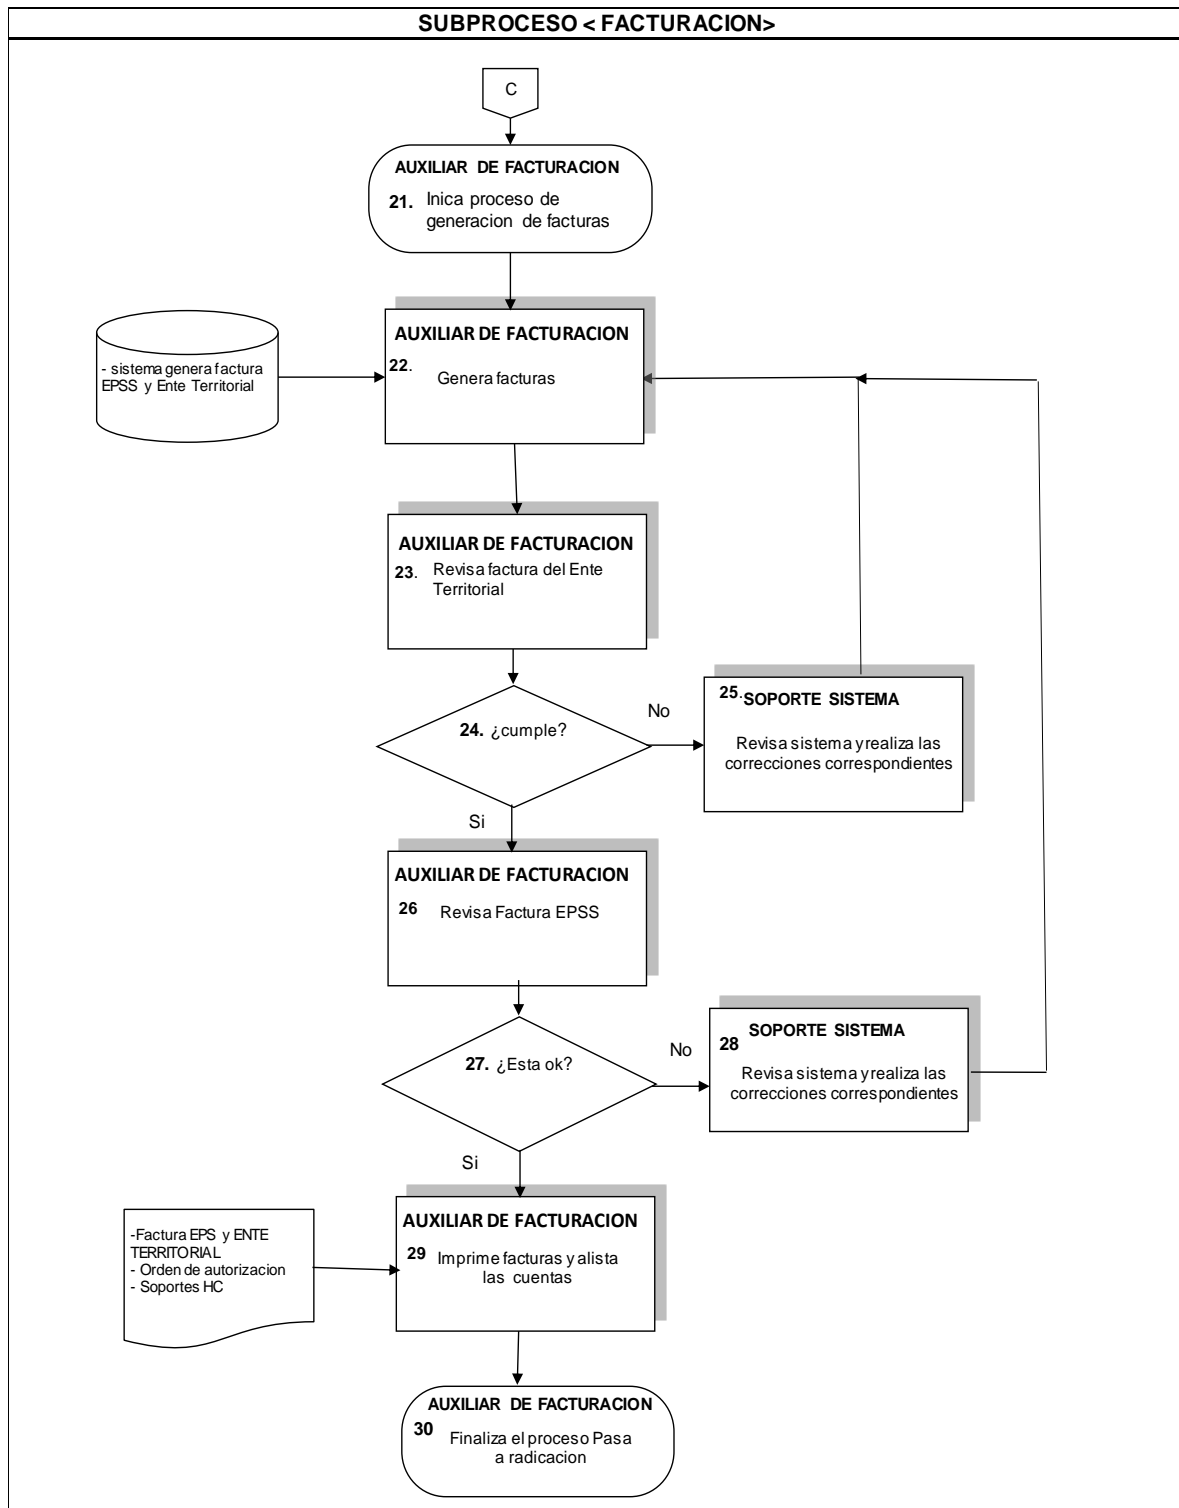 SUBPROCESO < FACTURACION>
C
AUXILIAR DE FACTURACION
21. Inica proceso de
generacion de facturas
AUXILIAR DE FACTURACION
22.
Genera facturas
- sistema genera factura
EPSS y Ente Territorial
AUXILIAR DE FACTURACION
23. Revisa factura del Ente
Territorial
24. ¿cumple?
No
25. SOPORTE SISTEMA
Revisa sistema y realiza las
correcciones correspondientes
Si
AUXILIAR DE FACTURACION
26 Revisa Factura EPSS
27. ¿Esta ok?
No
SOPORTE SISTEMA
28
Revisa sistema y realiza las
correcciones correspondientes
Si
AUXILIAR DE FACTURACION
29 Imprime facturas y alista
las cuentas
-Factura EPS y ENTE
TERRITORIAL
- Orden de autorizacion
- Soportes HC
AUXILIAR DE FACTURACION
30
Finaliza el proceso Pasa
a radicacion